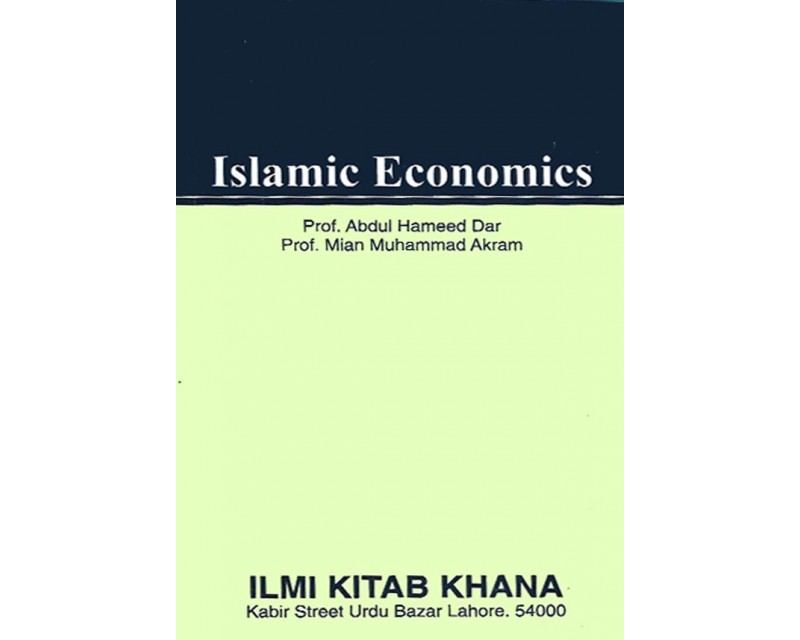 Islamic Economics
Prof. Abdul Hameed Dar
Prof. Mian Muhammad Akram
ILMI KITAB KHANA
Kabir Street Urdu Bazar Lahore. 54000